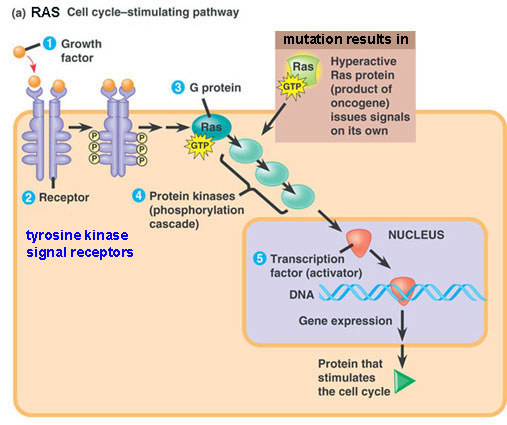 (a) RAS Cell cycle–stimulating pathway
mutation results in
1 Growth
factor
Ras
GTP
Hyperactive
Ras protein
(product of
oncogene)
issues signals
on its own
3 G protein
Ras
GTP
P
P
P
P
P
P
2 Receptor
4 Protein kinases
(phosphorylation
cascade)
tyrosine kinase
signal receptors
NUCLEUS
5 Transcription
factor (activator)
DNA
Gene expression
Protein that
stimulates
the cell cycle